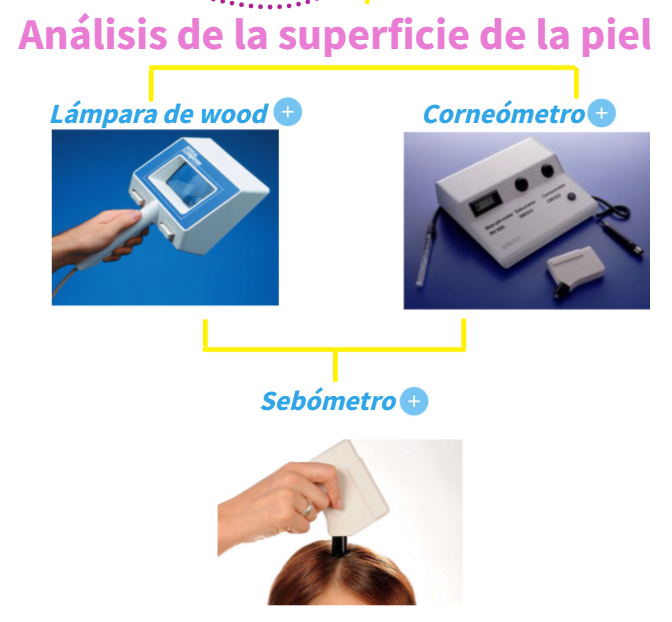 Análisis de la superficie de la piel
Lámpara de wood
Corneómetro
Sebómetro